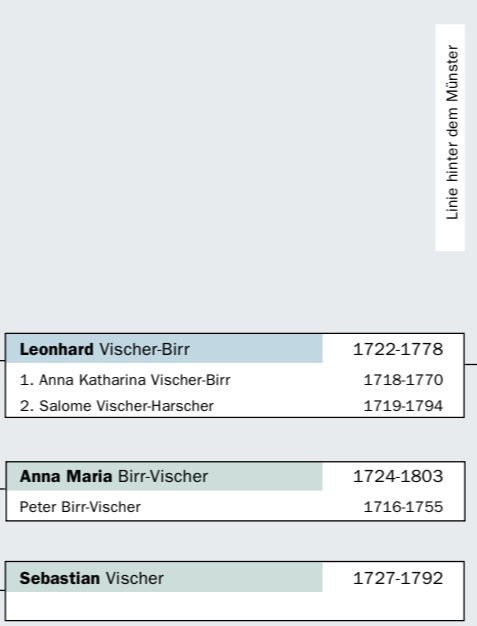 Linie hinter dem Münster
Leonhard Vischer-Birr 1722-1778
1. Anna Katharina Vischer-Birr 1718-1770
2. Salome Vischer-Harscher 1719-1794
Anna Maria Birr-Vischer 1724-1803
Peter Birr-Vischer 1716-1755
Sebastian Vischer 1727-1792